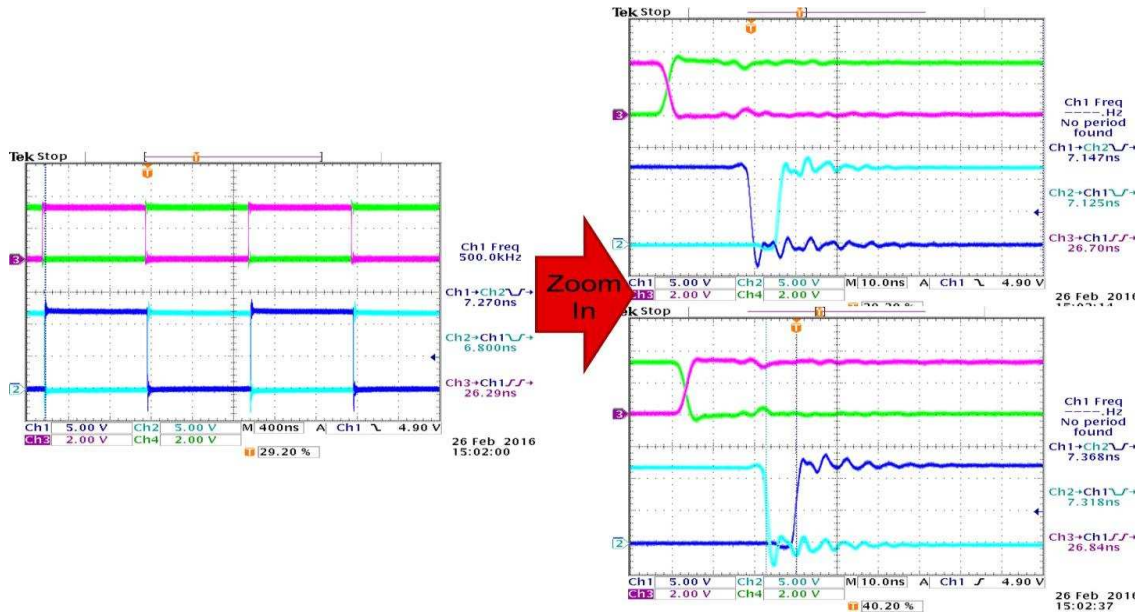 Tek Stop
T
3
2
Ch1 Freq
500.0kHz
Ch1→Ch2
7.270ns
Ch2→Ch1
6.800ns
Ch3→Ch1
26.29ns
Ch1 5.00 V Ch2 5.00 V M 400ns A Ch1 4.90 V
Ch3 2.00 V Ch4 2.00 V
T 29.20 %
26 Feb 2016
15:02:00
Zoom
In
Tek Stop
T
T
3
2
Ch1 Freq
----.Hz
No period
found
Ch1→Ch2
7.147ns
Ch2→Ch1
7.125ns
Ch3→Ch1
26.70ns
Ch1 5.00 V Ch2 5.00 V M 10.0ns A Ch1 4.90 V
Ch3 2.00 V Ch4 2.00 V
26 Feb 2016
Tek Stop
T
T
3
2
Ch1 Freq
----.Hz
No period
found
Ch1→Ch2
7.368ns
Ch2→Ch1
7.318ns
Ch3→Ch1
26.84ns
Ch1 5.00 V Ch2 5.00 V M 10.0ns A Ch1 4.90 V
Ch3 2.00 V Ch4 2.00 V
T 40.20 %
26 Feb 2016
15:02:37